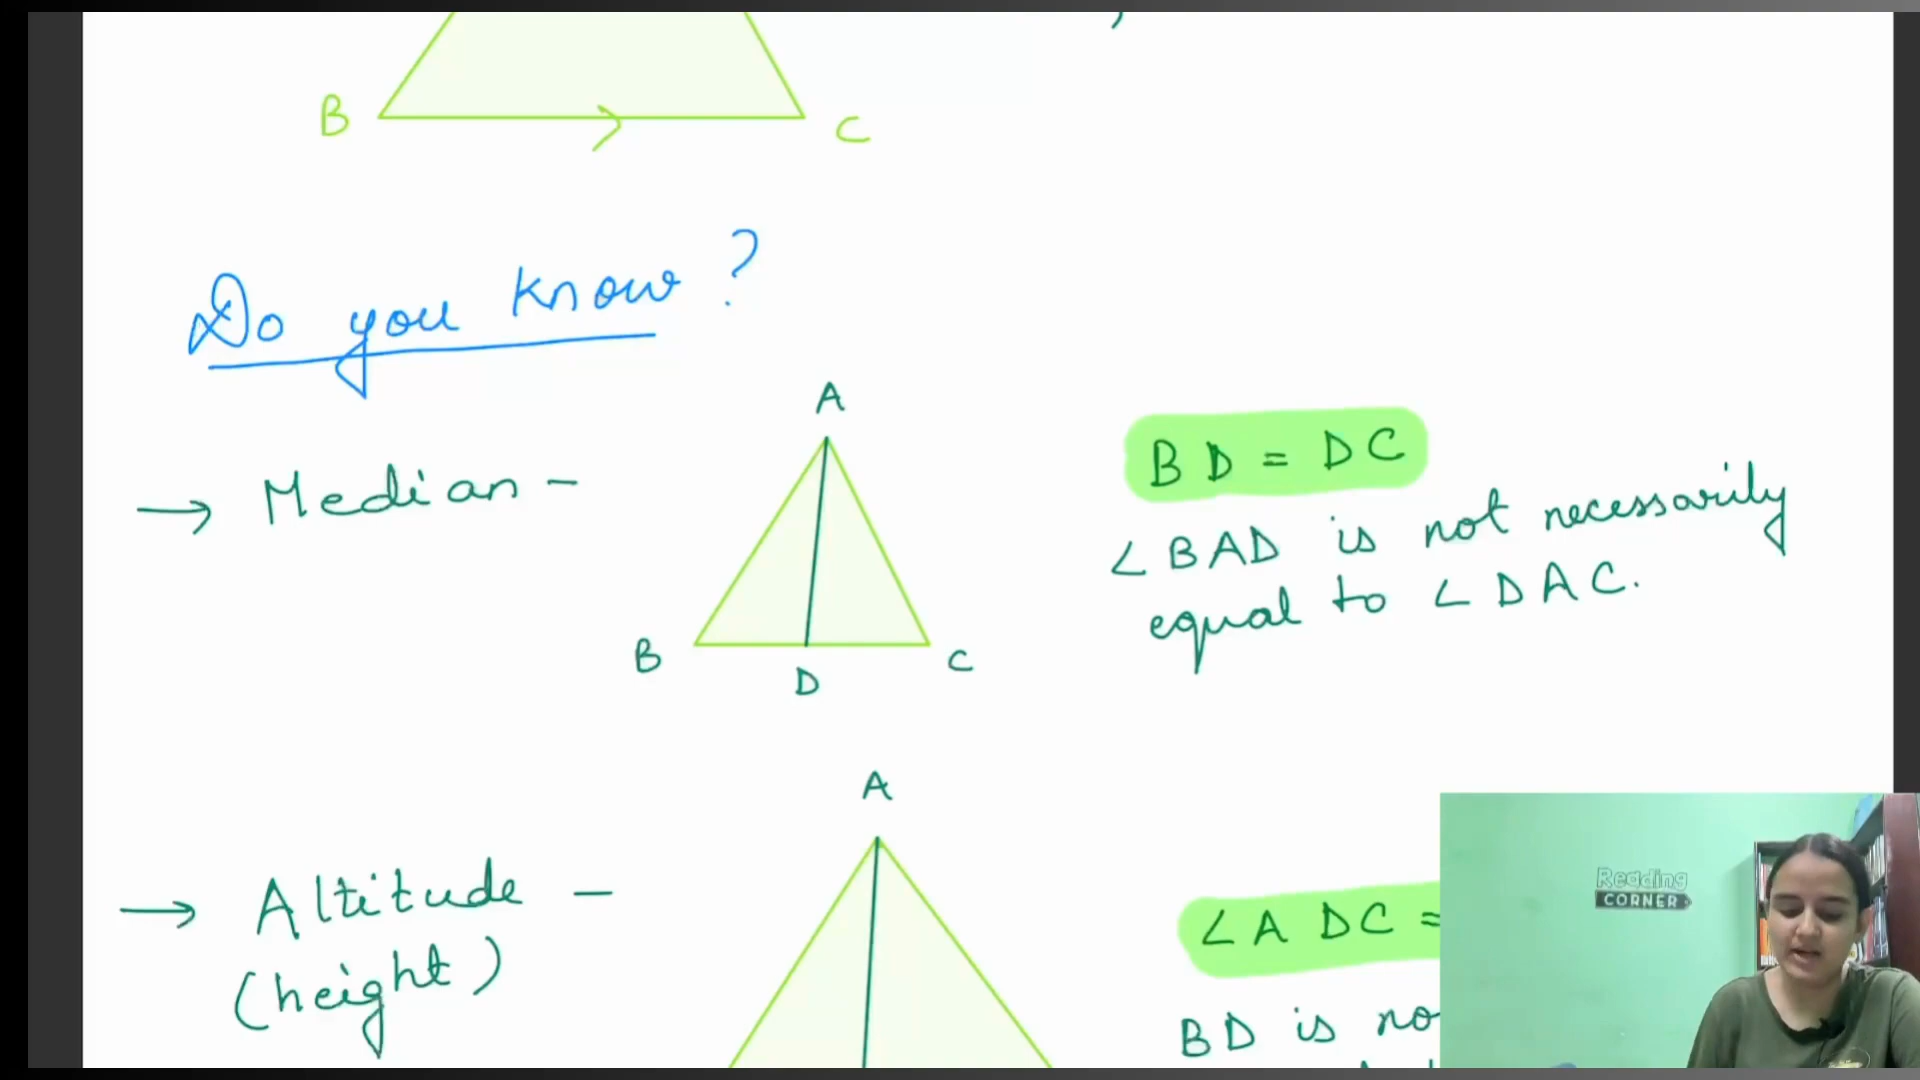 B
C
Do you know?
A
→ Median -
BD = DC
∠BAD is not necessarily
equal to ∠DAC.
B
D
C
A
→ Altitude -
(height)
∠ADC =
BD is no
Reading
CORNER